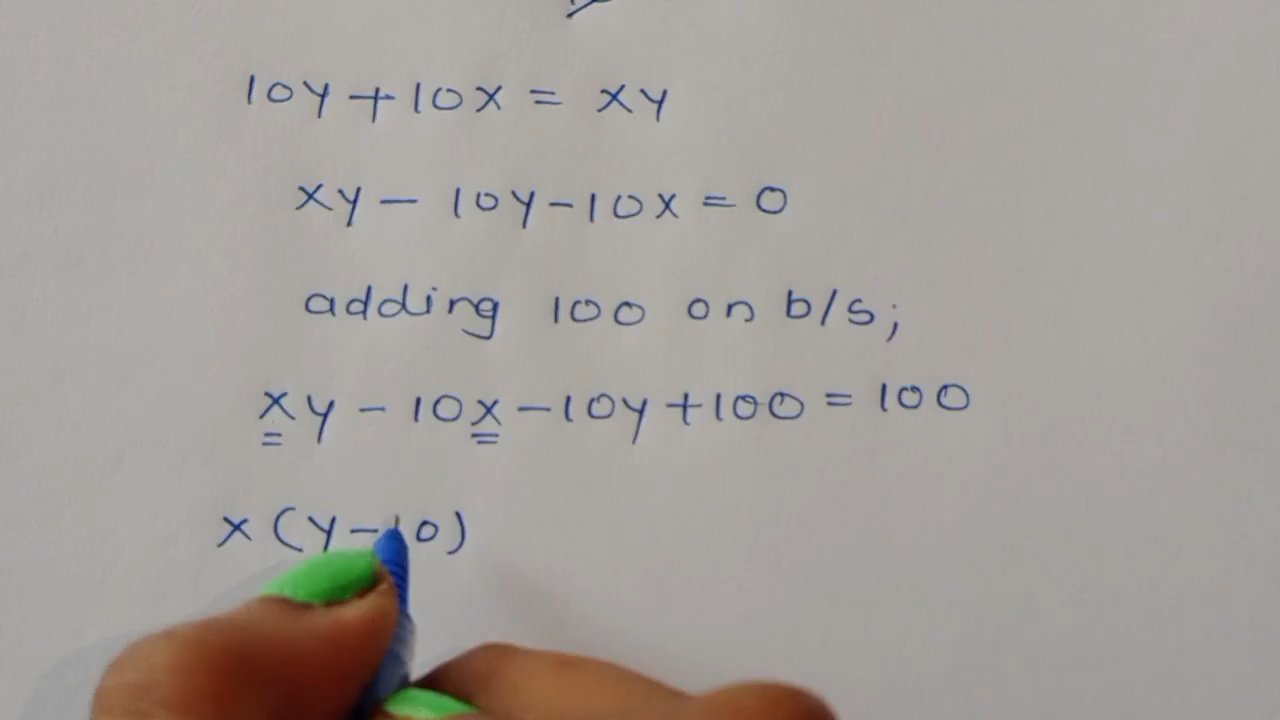 10y+10x = xy
xy - 10y-10x = 0
adding 100 on b/s;
xy - 10x - 10y + 100 = 100
x(y-10)